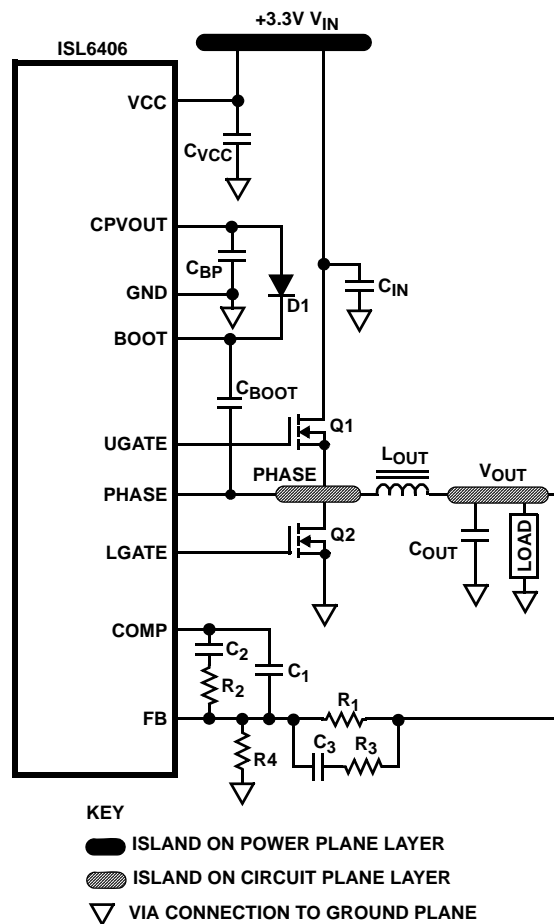 +3.3V VIN
ISL6406
VCC
CVCC
CPVOUT
CBP
GND
D1
CIN
BOOT
CBOOT
Q1
UGATE
PHASE
PHASE
LOUT
VOUT
Q2
LGATE
COUT
LOAD
COMP
C2
C1
R2
R1
FB
C3
R3
R4
KEY
ISLAND ON POWER PLANE LAYER
ISLAND ON CIRCUIT PLANE LAYER
VIA CONNECTION TO GROUND PLANE